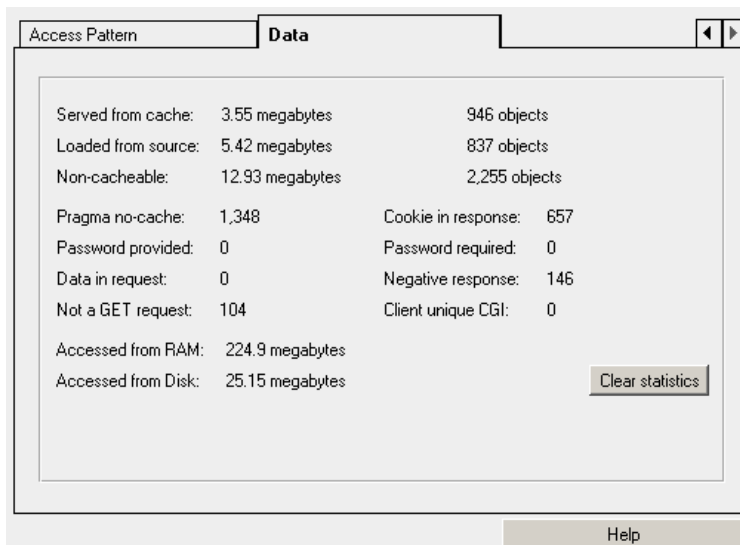 Access Pattern Data
Served from cache: 3.55 megabytes 946 objects
Loaded from source: 5.42 megabytes 837 objects
Non-cacheable: 12.93 megabytes 2,255 objects
Pragma no-cache: 1,348 Cookie in response: 657
Password provided: 0 Password required: 0
Data in request: 0 Negative response: 146
Not a GET request: 104 Client unique CGI: 0
Accessed from RAM: 224.9 megabytes
Accessed from Disk: 25.15 megabytes Clear statistics
Help